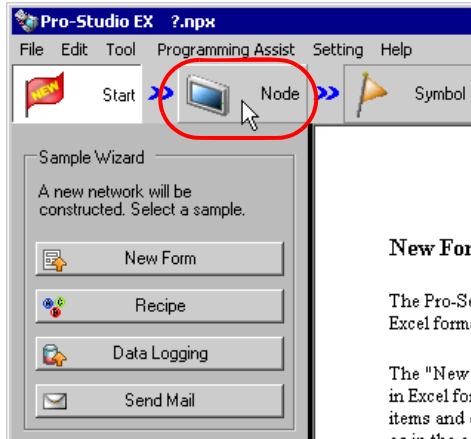 Pro-Studio EX ?.npx
File Edit Tool Programming Assist Setting Help
NEW Start Node Symbol
Sample Wizard
A new network will be
constructed. Select a sample.
New Form
Recipe
Data Logging
Send Mail
New For
The Pro-Se
Excel form
The "New
in Excel for
items and